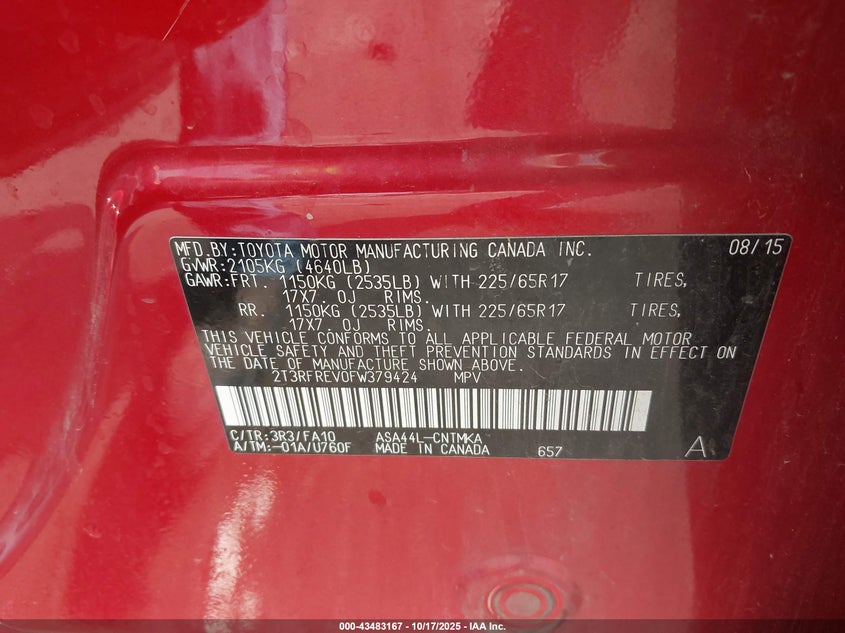 MFD.BY:TOYOTA MOTOR MANUFACTURING CANADA INC. 08/15
GVWR:2105KG (4640LB)
GAWR:FRT. 1150KG (2535LB) WITH 225/65R17 TIRES,
17X7.0J RIMS.
RR. 1150KG (2535LB) WITH 225/65R17 TIRES,
17X7.0J RIMS.
THIS VEHICLE CONFORMS TO ALL APPLICABLE FEDERAL MOTOR
VEHICLE SAFETY AND THEFT PREVENTION STANDARDS IN EFFECT ON
THE DATE OF MANUFACTURE SHOWN ABOVE.
2T3RFREV0FW379424 MPV
C/TR:3R3/FA10 ASA44L-CNTMKA
A/TM:-01A/U760F MADE IN CANADA 657 A
000-43483167 - 10/17/2025 - IAA Inc.